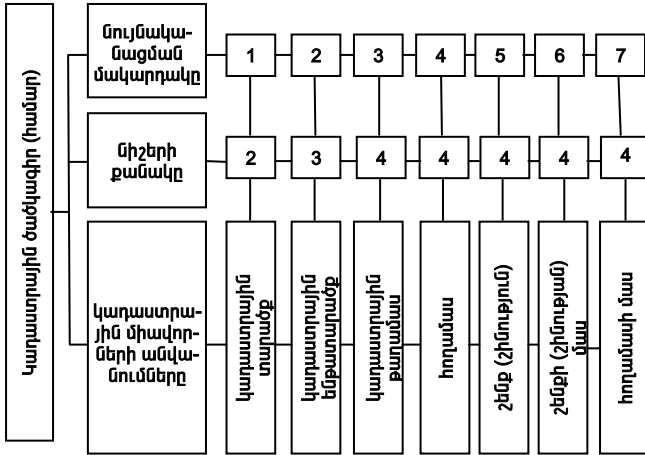 Կադաստրային ծածկագիր (համար)
նույնակա-
նացման
մակարդակը
1 2 3 4 5 6 7
նիշերի
քանակը
2 3 4 4 4 4 4
կադաստրա-
յին միավոր-
ների անվա-
նումները
կադաստրային
տարածք
կադաստրային
ենթատարածք
կադաստրային
թաղամաս
հողամաս
շենք (շինություն)
շենքի (շինության)
մաս
հողամասի մաս